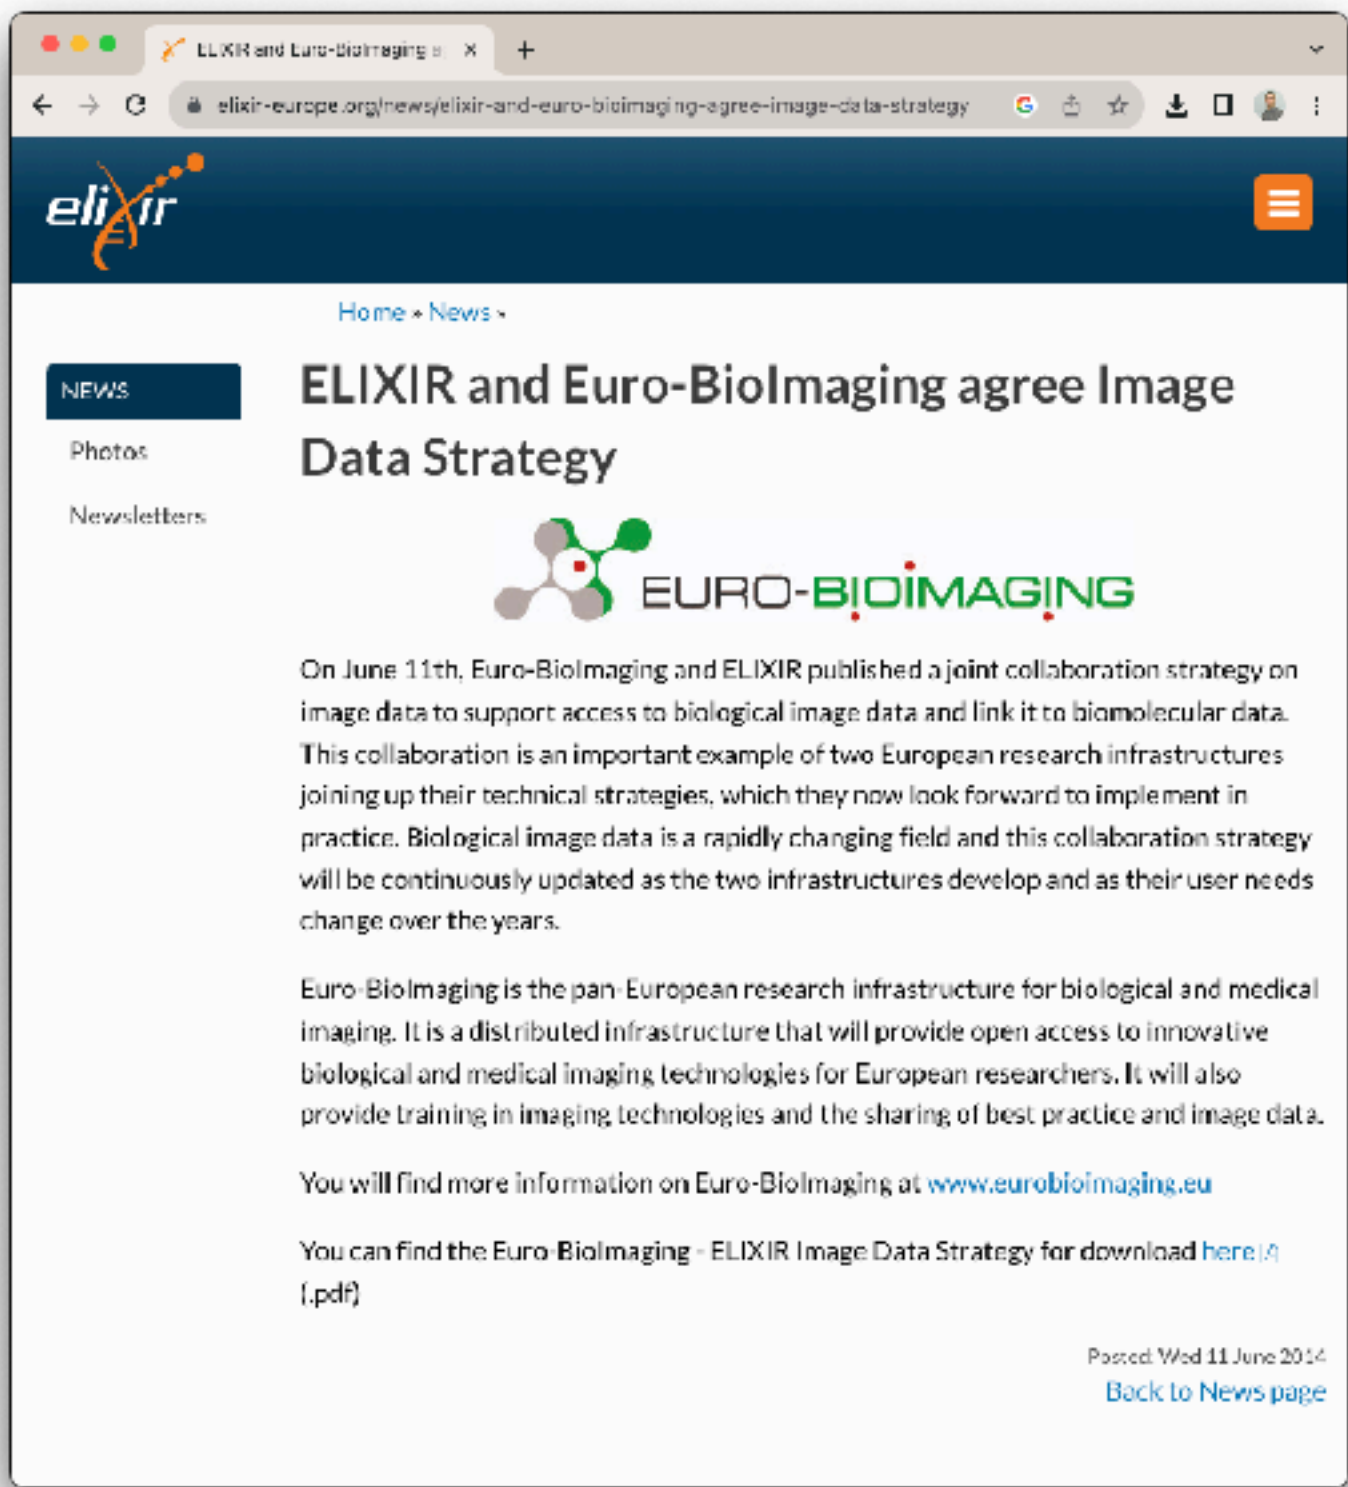 ELIXIR and Euro-BioImaging a
elixir-europe.org/news/elixir-and-euro-bioimaging-agree-image-data-strategy
elixir
Home » News »
NEWS
Photos
Newsletters
ELIXIR and Euro-BioImaging agree Image
Data Strategy
EURO-BIOIMAGING
On June 11th, Euro-BioImaging and ELIXIR published a joint collaboration strategy on
image data to support access to biological image data and link it to biomolecular data.
This collaboration is an important example of two European research infrastructures
joining up their technical strategies, which they now look forward to implement in
practice. Biological image data is a rapidly changing field and this collaboration strategy
will be continuously updated as the two infrastructures develop and as their user needs
change over the years.
Euro-BioImaging is the pan-European research infrastructure for biological and medical
imaging. It is a distributed infrastructure that will provide open access to innovative
biological and medical imaging technologies for European researchers. It will also
provide training in imaging technologies and the sharing of best practice and image data.
You will find more information on Euro-BioImaging at www.eurobioimaging.eu
You can find the Euro-BioImaging - ELIXIR Image Data Strategy for download here
(.pdf)
Posted: Wed 11 June 2014
Back to News page